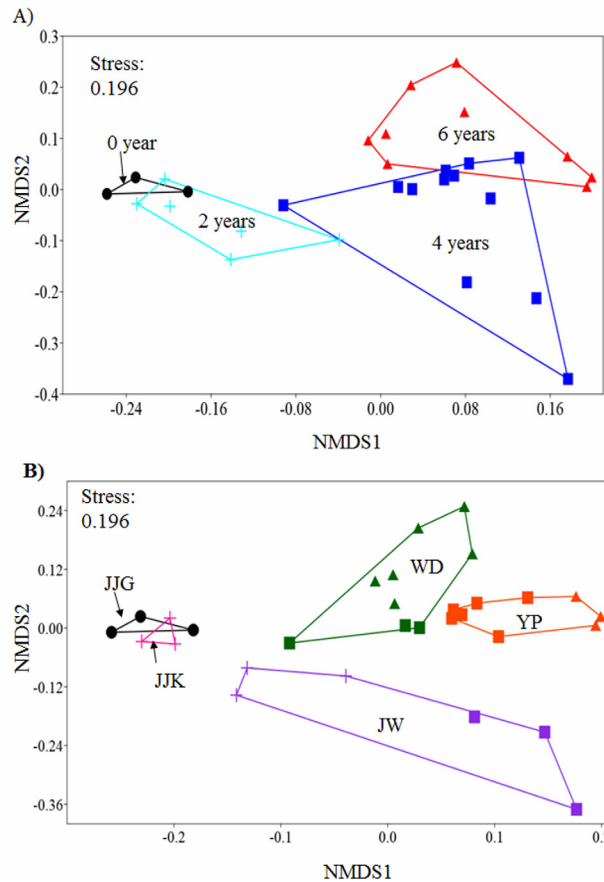 A)
0.3
0.2
0.1
0.0
-0.1
-0.2
-0.3
-0.4
NMDS2
Stress:
0.196
0 year
2 years
6 years
4 years
-0.24
-0.16
-0.08
0.00
0.08
0.16
NMDS1
B)
0.24
0.12
0.00
-0.12
-0.24
-0.36
NMDS2
Stress:
0.196
JJG
JJK
WD
YP
JW
-0.2
-0.1
0.0
0.1
NMDS1